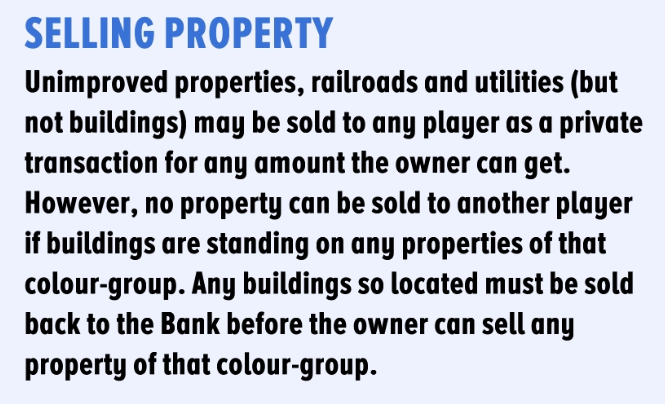 SELLING PROPERTY
Unimproved properties, railroads and utilities (but
not buildings) may be sold to any player as a private
transaction for any amount the owner can get.
However, no property can be sold to another player
if buildings are standing on any properties of that
colour-group. Any buildings so located must be sold
back to the Bank before the owner can sell any
property of that colour-group.